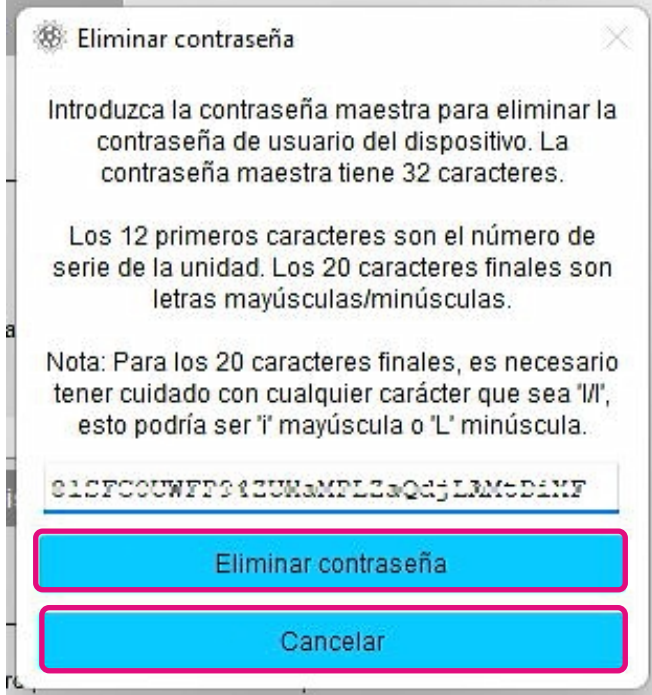 Eliminar contraseña
Introduzca la contraseña maestra para eliminar la
contraseña de usuario del dispositivo. La
contraseña maestra tiene 32 caracteres.
Los 12 primeros caracteres son el número de
serie de la unidad. Los 20 caracteres finales son
letras mayúsculas/minúsculas.
Nota: Para los 20 caracteres finales, es necesario
tener cuidado con cualquier carácter que sea 'I/l',
esto podría ser 'i' mayúscula o 'L' minúscula.
Eliminar contraseña
Cancelar